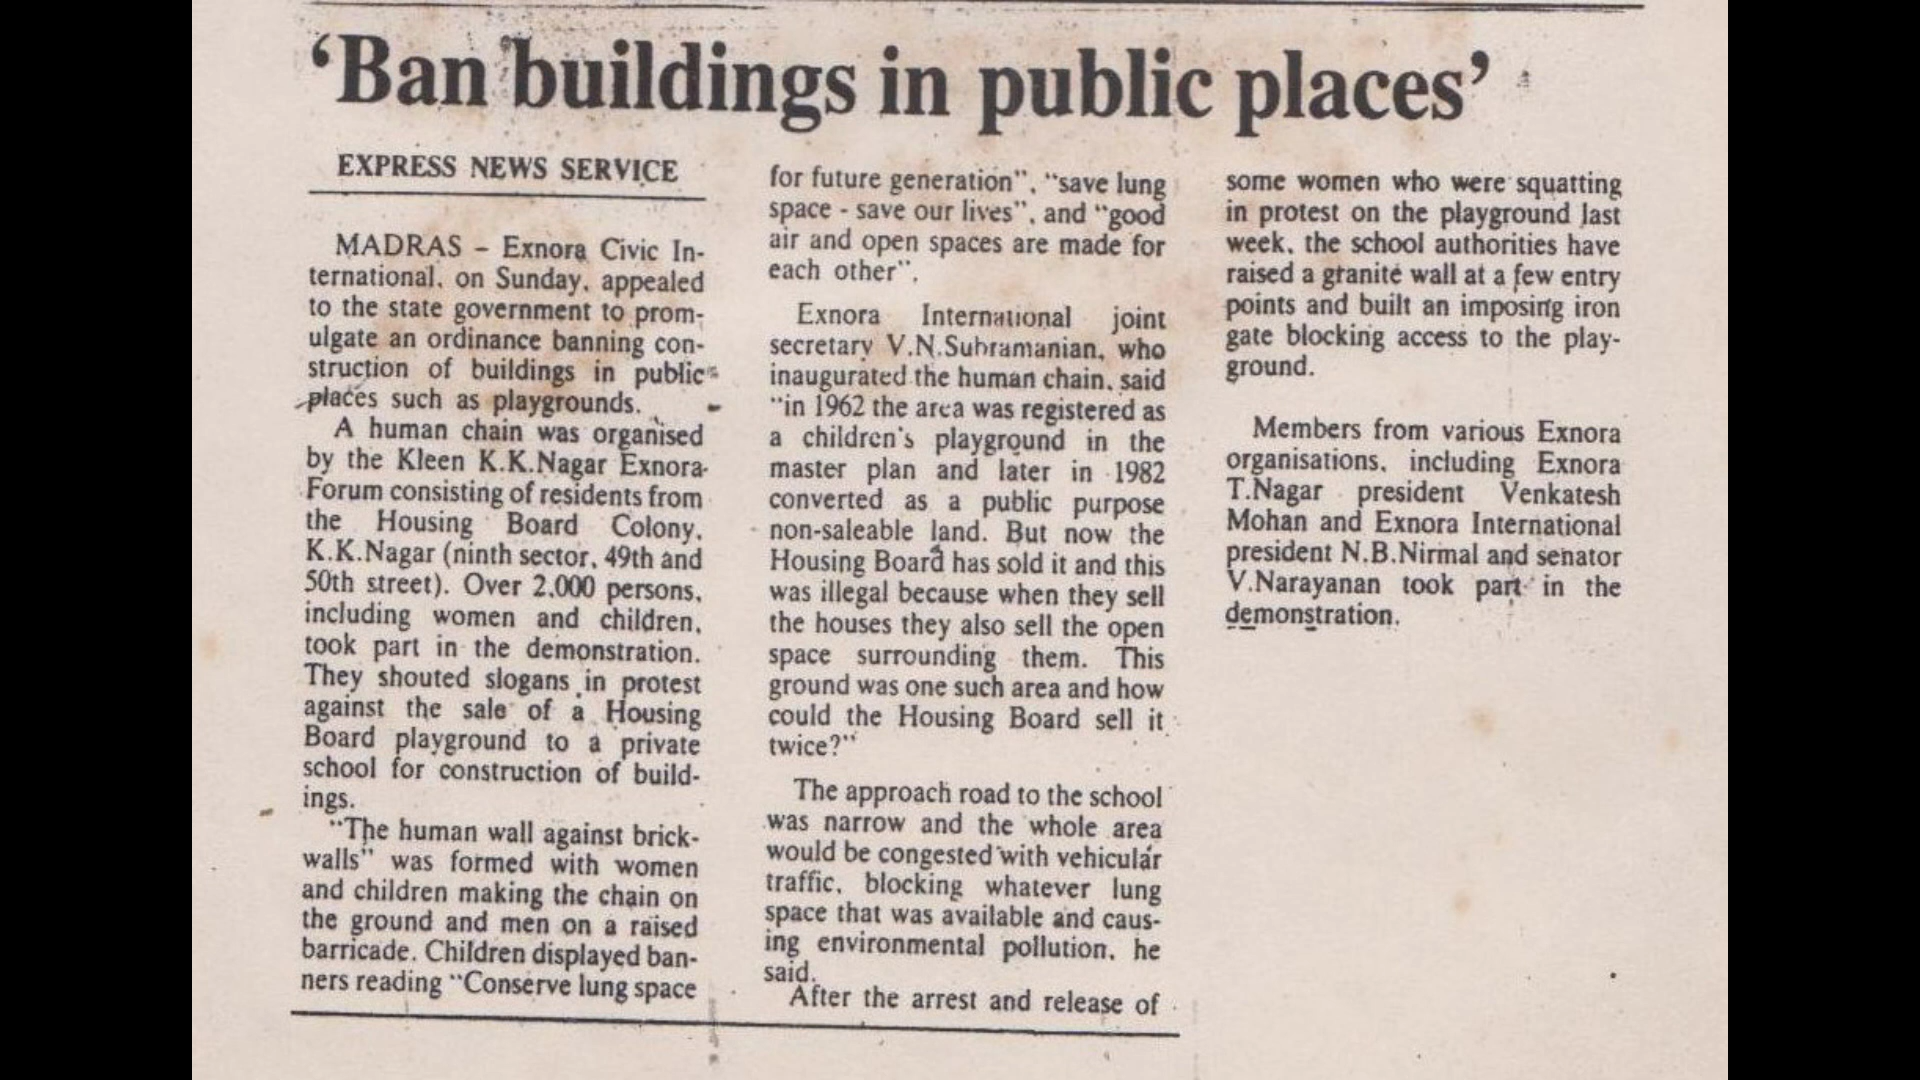 ‘Ban buildings in public places’
EXPRESS NEWS SERVICE
MADRAS – Exnora Civic In-
ternational, on Sunday, appealed
to the state government to prom-
ulgate an ordinance banning con-
struction of buildings in public
places such as playgrounds.
A human chain was organised
by the Kleen K.K.Nagar Exnora
Forum consisting of residents from
the Housing Board Colony,
K.K.Nagar (ninth sector, 49th and
50th street). Over 2,000 persons,
including women and children,
took part in the demonstration.
They shouted slogans in protest
against the sale of a Housing
Board playground to a private
school for construction of build-
ings.
"The human wall against brick-
walls" was formed with women
and children making the chain on
the ground and men on a raised
barricade. Children displayed ban-
ners reading "Conserve lung space
for future generation", "save lung
space - save our lives", and "good
air and open spaces are made for
each other".
Exnora International joint
secretary V.N.Subramanian, who
inaugurated the human chain, said
"in 1962 the area was registered as
a children's playground in the
master plan and later in 1982
converted as a public purpose
non-saleable land. But now the
Housing Board has sold it and this
was illegal because when they sell
the houses they also sell the open
space surrounding them. This
ground was one such area and how
could the Housing Board sell it
twice?"
The approach road to the school
was narrow and the whole area
would be congested with vehicular
traffic, blocking whatever lung
space that was available and caus-
ing environmental pollution, he
said.
After the arrest and release of
some women who were squatting
in protest on the playground last
week, the school authorities have
raised a granite wall at a few entry
points and built an imposing iron
gate blocking access to the play-
ground.
Members from various Exnora
organisations, including Exnora
T.Nagar president Venkatesh
Mohan and Exnora International
president N.B.Nirmal and senator
V.Narayanan took part in the
demonstration.